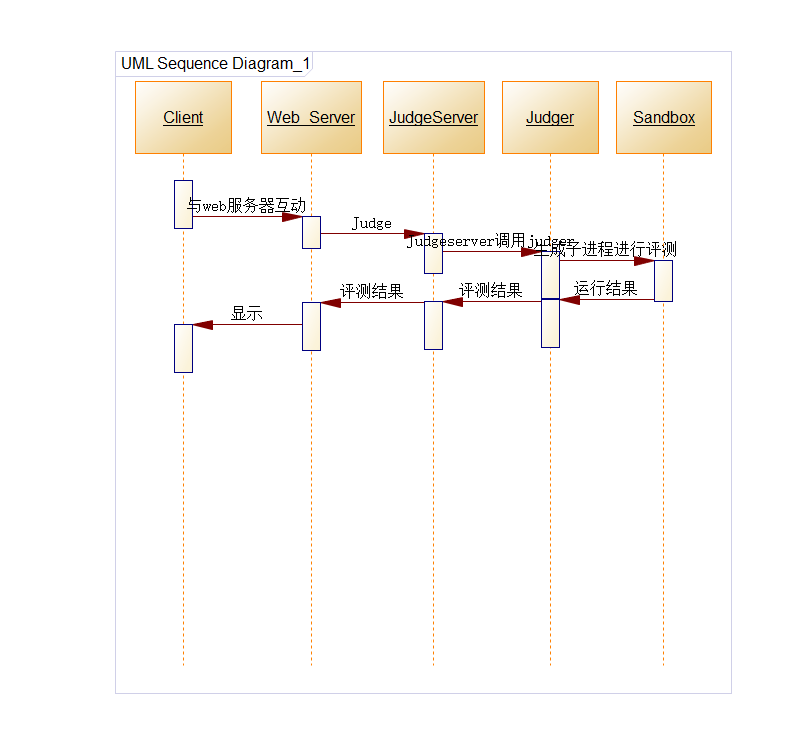 UML Sequence Diagram_1
Client
Web_Server
JudgeServer
Judger
Sandbox
与web服务器互动
Judge
Judgeserver调用judger
生成子进程进行评测
运行结果
评测结果
评测结果
显示